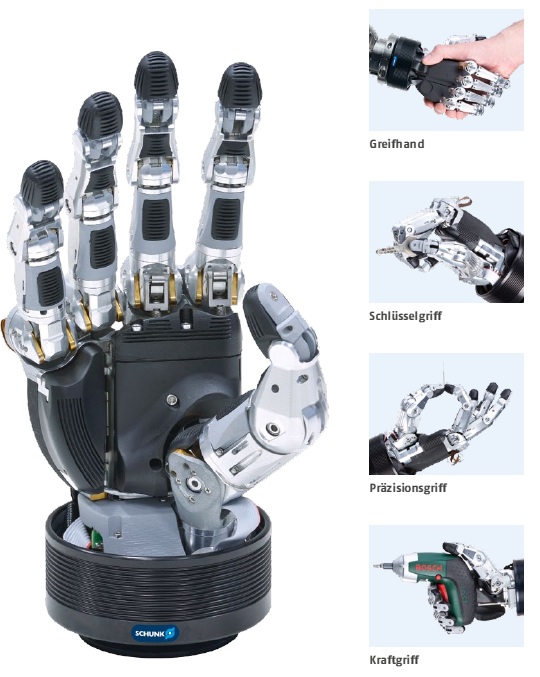 Greifhand
Schlüsselgriff
Präzisionsgriff
BOSCH
Kraftgriff
SCHUNK